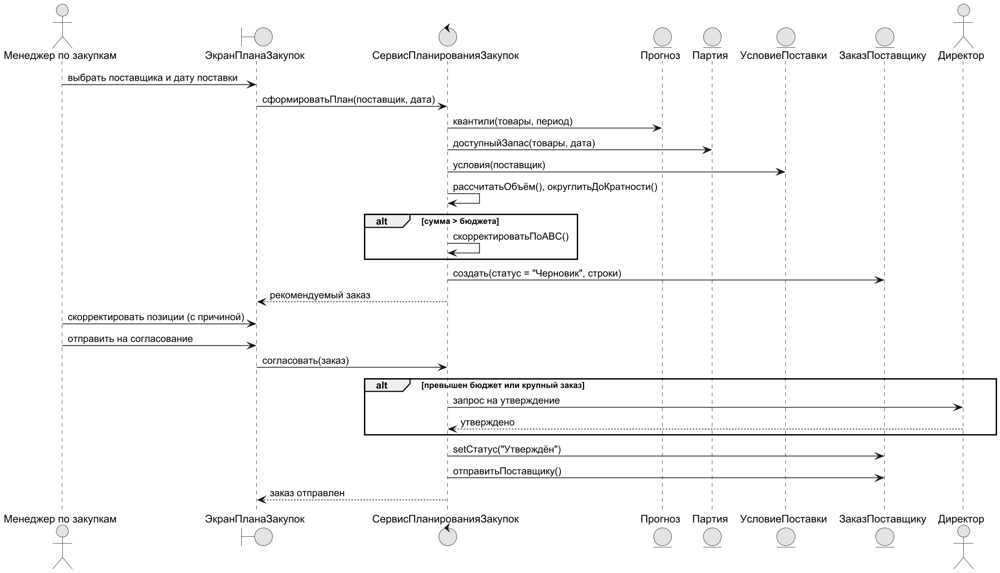 Менеджер по закупкам
ЭкранПланаЗакупок
СервисПланированияЗакупок
Прогноз
Партия
УсловиеПоставки
ЗаказПоставщику
Директор
выбрать поставщика и дату поставки
сформироватьПлан(поставщик, дата)
квантили(товары, период)
доступныйЗапас(товары, дата)
условия(поставщик)
рассчитатьОбъём(), округлитьДоКратности()
alt [сумма > бюджета]
скорректироватьПоABC()
создать(статус = "Черновик", строки)
рекомендуемый заказ
скорректировать позиции (с причиной)
отправить на согласование
согласовать(заказ)
alt [превышен бюджет или крупный заказ]
запрос на утверждение
утверждено
setСтатус("Утверждён")
отправитьПоставщику()
заказ отправлен
Менеджер по закупкам
ЭкранПланаЗакупок
СервисПланированияЗакупок
Прогноз
Партия
УсловиеПоставки
ЗаказПоставщику
Директор